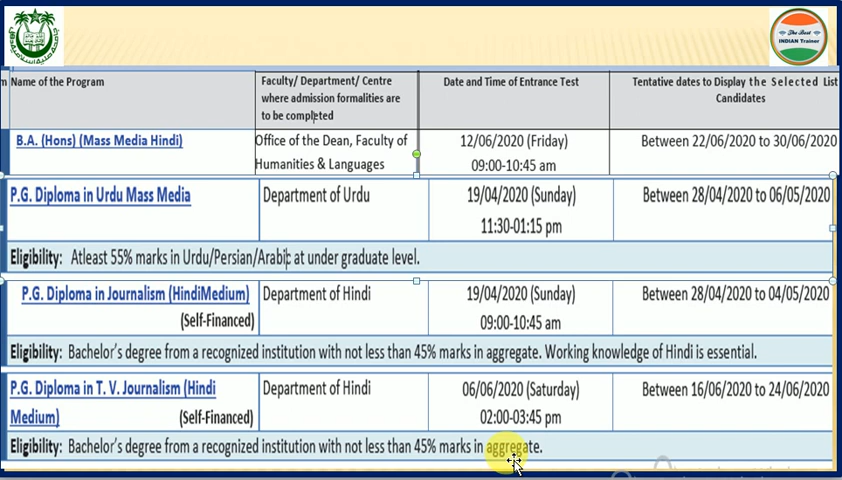 The Best
INDIAN Trainer
m Name of the Program
Faculty/ Department/ Centre
where admission formalities are
to be completed
Date and Time of Entrance Test
Tentative dates to Display the Selected List
Candidates
B.A. (Hons) (Mass Media Hindi)
Office of the Dean, Faculty of
Humanities & Languages
12/06/2020 (Friday)
09:00-10:45 am
Between 22/06/2020 to 30/06/2020
P.G. Diploma in Urdu Mass Media
Department of Urdu
19/04/2020 (Sunday)
11:30-01:15 pm
Between 28/04/2020 to 06/05/2020
Eligibility: Atleast 55% marks in Urdu/Persian/Arabic at under graduate level.
P.G. Diploma in Journalism (HindiMedium)
(Self-Financed)
Department of Hindi
19/04/2020 (Sunday)
09:00-10:45 am
Between 28/04/2020 to 04/05/2020
Eligibility: Bachelor's degree from a recognized institution with not less than 45% marks in aggregate. Working knowledge of Hindi is essential.
P.G. Diploma in T. V. Journalism (Hindi
Medium) (Self-Financed)
Department of Hindi
06/06/2020 (Saturday)
02:00-03:45 pm
Between 16/06/2020 to 24/06/2020
Eligibility: Bachelor's degree from a recognized institution with not less than 45% marks in aggregate.